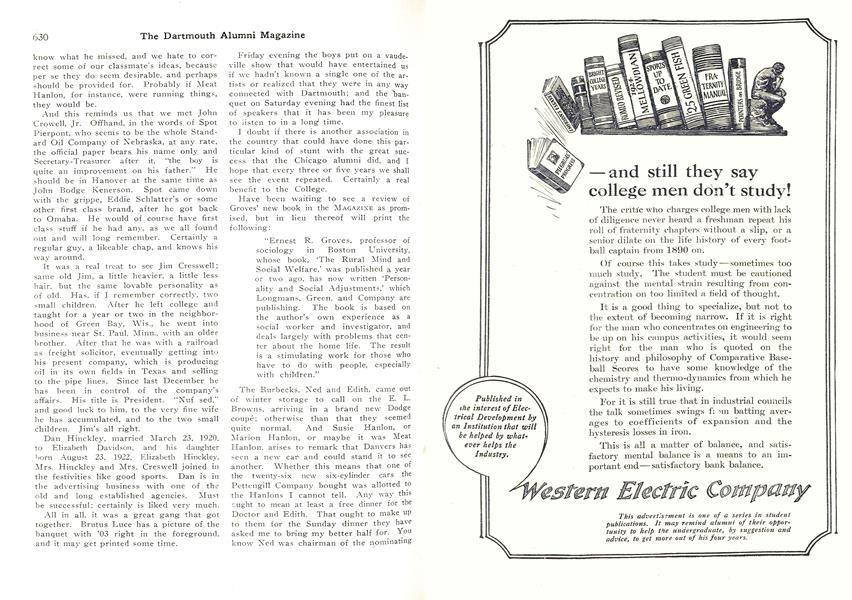 630
The Dartmouth Alumni Magazine
know what he missed, and we hate to cor-
rect some of our classmate's ideas, because
per se they do seem desirable, and perhaps
should be provided for. Probably if Meat
Hanlon, for instance, were running things,
they would be.
And this reminds us that we met John
Crowell, Jr. Offhand, in the words of Spot
Pierpont, who seems to be the whole Stand-
ard Oil Company of Nebraska, at any rate,
the official paper bears his name only and
Secretary-Treasurer after it, "the boy is
quite an improvement on his father." He
should be in Hanover at the same time as
John Bodge Kenerson. Spot came down
with the grippe, Eddie Schlatter's or some
other first class brand, after he got back
to Omaha. He would of course have first
class stuff if he had any, as we all found
out and will long remember. Certainly a
regular guy, a likeable chap, and knows his
way around.
It was a real treat to see Jim Cresswell;
same old Jim, a little heavier, a little less
hair, but the same lovable personality as
of old. Has, if I remember correctly, two
small children. After he left college and
taught for a year or two in the neighbor-
hood of Green Bay, Wis., he went into
business near St. Paul, Minn., with an older
brother. After that he was with a railroad
as freight solicitor, eventually getting into
his present company, which is producing
oil in its own fields in Texas and selling
to the pipe lines. Since last December he
has been in control of the company's
affairs. His title is President. "Nuf sed,"
and good luck to him, to the very fine wife
he has accumulated, and to the two small
children. Jim's all right.
Dan Hinckley, married March 23, 1920,
to Elizabeth Davidson, and his daughter
born August 23, 1922, Elizabeth Hinckley,
Mrs. Hinckley and Mrs. Creswell joined in
the festivities like good sports. Dan is in
the advertising business with one of the
old and long established agencies. Must
be successful; certainly is liked very much.
All in all, it was a great gang that got
together. Brutus Luce has a picture of the
banquet with '03 right in the foreground,
and it may get printed some time.
Friday evening the boys put on a vaude-
ville show that would have entertained us
if we hadn't known a single one of the ar-
tists or realized that they were in any way
connected with Dartmouth; and the ban-
quet on Saturday evening had the finest list
of speakers that it has been my pleasure
to listen to in a long time.
I doubt if there is another association in
the country that could have done this par-
ticular kind of stunt with the great suc-
cess that the Chicago alumni did, and I
hope that every three or five years we shall
see the event repeated. Certainly a real
benefit to the College.
Have been waiting to see a review of
Groves' new book in the MAGAZINE as prom-
ised, but in lieu thereof will print the
following:
"Ernest R. Groves, professor of
sociology in Boston University,
whose book, 'The Rural Mind and
Social Welfare,' was published a year
or two ago, has now written 'Person-
ality and Social Adjustments,' which
Longmans, Green, and Company are
publishing. The book is based on
the author's own experience as a
social worker and investigator, and
deals largely with problems that cen-
ter about the home life. The result
is a stimulating work for those who
have to do with people, especially
with children."
The Burbecks, Ned and Edith, came out
of winter storage to call on the E. L.
Browns, arriving in a brand new Dodge
coupé; otherwise than that they seemed
quite normal. And Susie Hanlon, or
Marion Hanlon, or maybe it was Meat
Hanlon, arises to remark that Danvers has
seen a new car and could stand it to see
another. Whether this means that one of
the twenty-six new six-cylinder cars the
Pettengill Company bought was allotted to
the Hanlons I cannot tell. Any way this
ought to mean at least a free dinner for the
Doctor and Edith. That ought to make up
to them for the Sunday dinner they have
asked me to bring my better half for. You
know Ned was chairman of the nominating
BRIGHT COLLEGE YEARS
THE MELLOVIDIAN
SPORTS UP TO DATE
25 GREEN FISH
FRATERNITY MANUAL
POINTERS on BRIDGE
—and still they say
college men don't study!
The critic who charges college men with lack
of diligence never heard a freshman repeat his
roll of fraternity chapters without a slip, or a
senior dilate on the life history of every foot-
ball captain from 1890 on.
Of course this takes study—sometimes too
much study. The student must be cautioned
against the mental strain resulting from con-
centration on too limited a field of thought.
It is a good thing to specialize, but not to
the extent of becoming narrow. If it is right
for the man who concentrates on engineering to
be up on his campus activities, it would seem
right for the man who is quoted on the
history and philosophy of Comparative Base-
ball Scores to have some knowledge of the
chemistry and thermo-dynamics from which he
expects to make his living.
For it is still true that in industrial councils
the talk sometimes swings from batting aver-
ages to coefficients of expansion and the
hysteresis losses in iron.
This is all a matter of balance, and satis-
factory mental balance is a means to an im-
portant end—satisfactory bank balance.
Published in
the interest of Elec-
trical Development by
an Institution that will
be helped by what-
ever helps the
Industry.
Western Electric Company
This advertisement is one of a series in student
publications. It may remind alumni of their oppor-
tunity to help the undergraduate, by suggestion and
advice, to get more out of his four years.